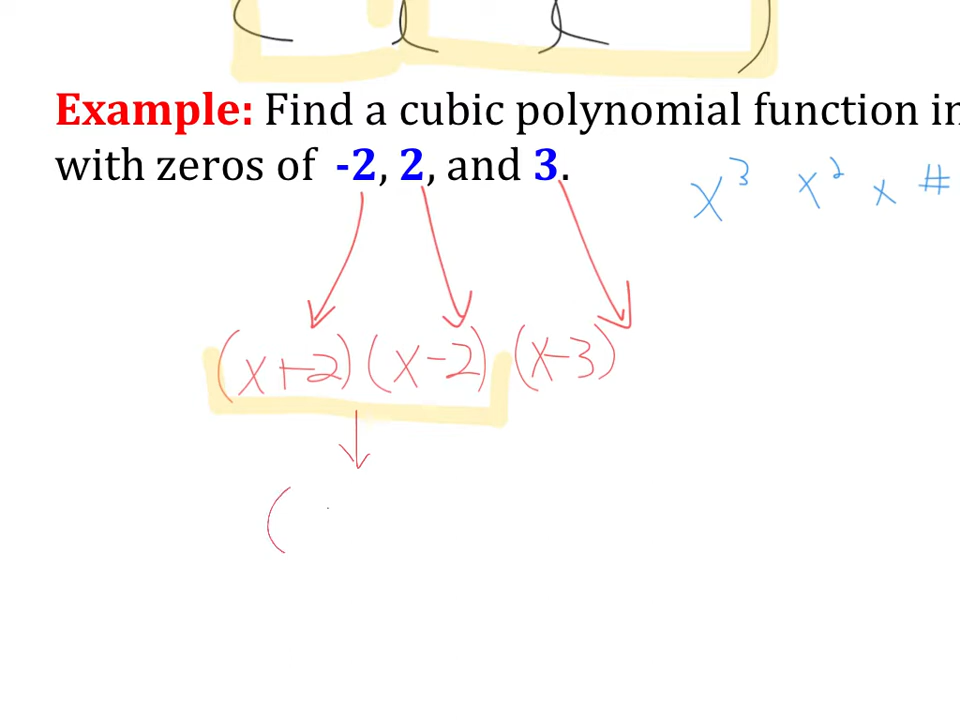 Example: Find a cubic polynomial function in
with zeros of -2, 2, and 3.
x³ x² x #
(x+2)(x-2)(x-3)
(